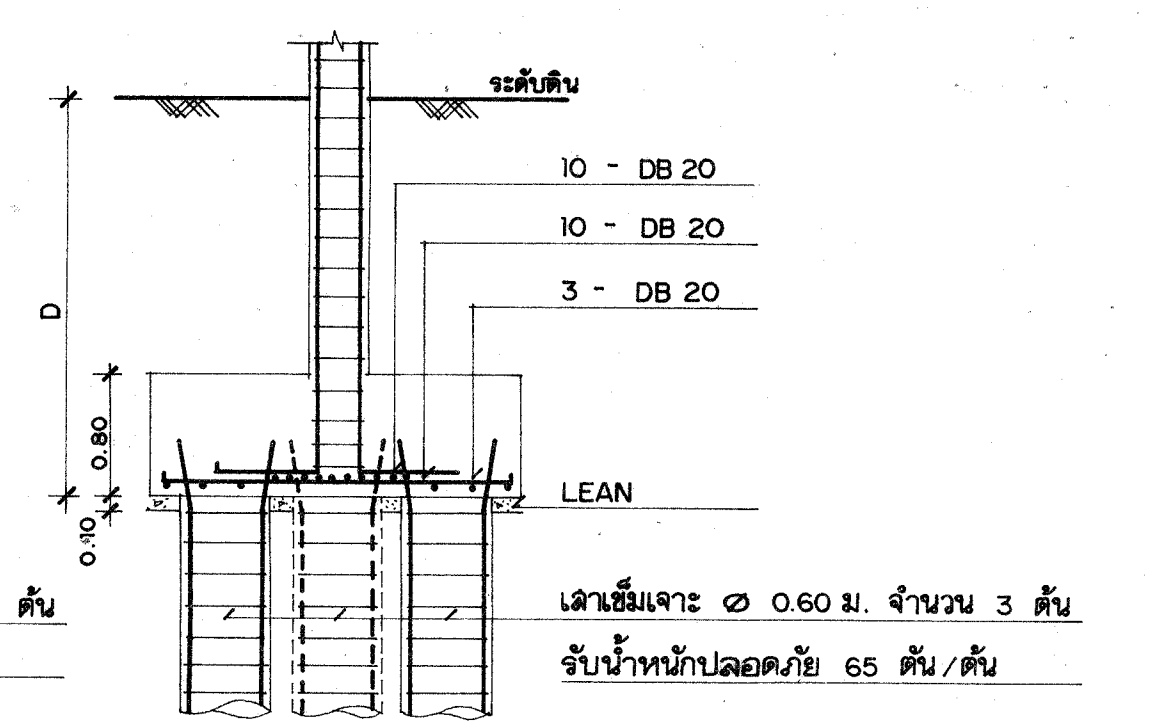 ระดับดิน
10 - DB 20
10 - DB 20
3 - DB 20
D
0.80
LEAN
0.10
ต้น
เสาเข็มเจาะ Ø 0.60 ม. จำนวน 3 ต้น
รับน้ำหนักปลอดภัย 65 ตัน/ต้น